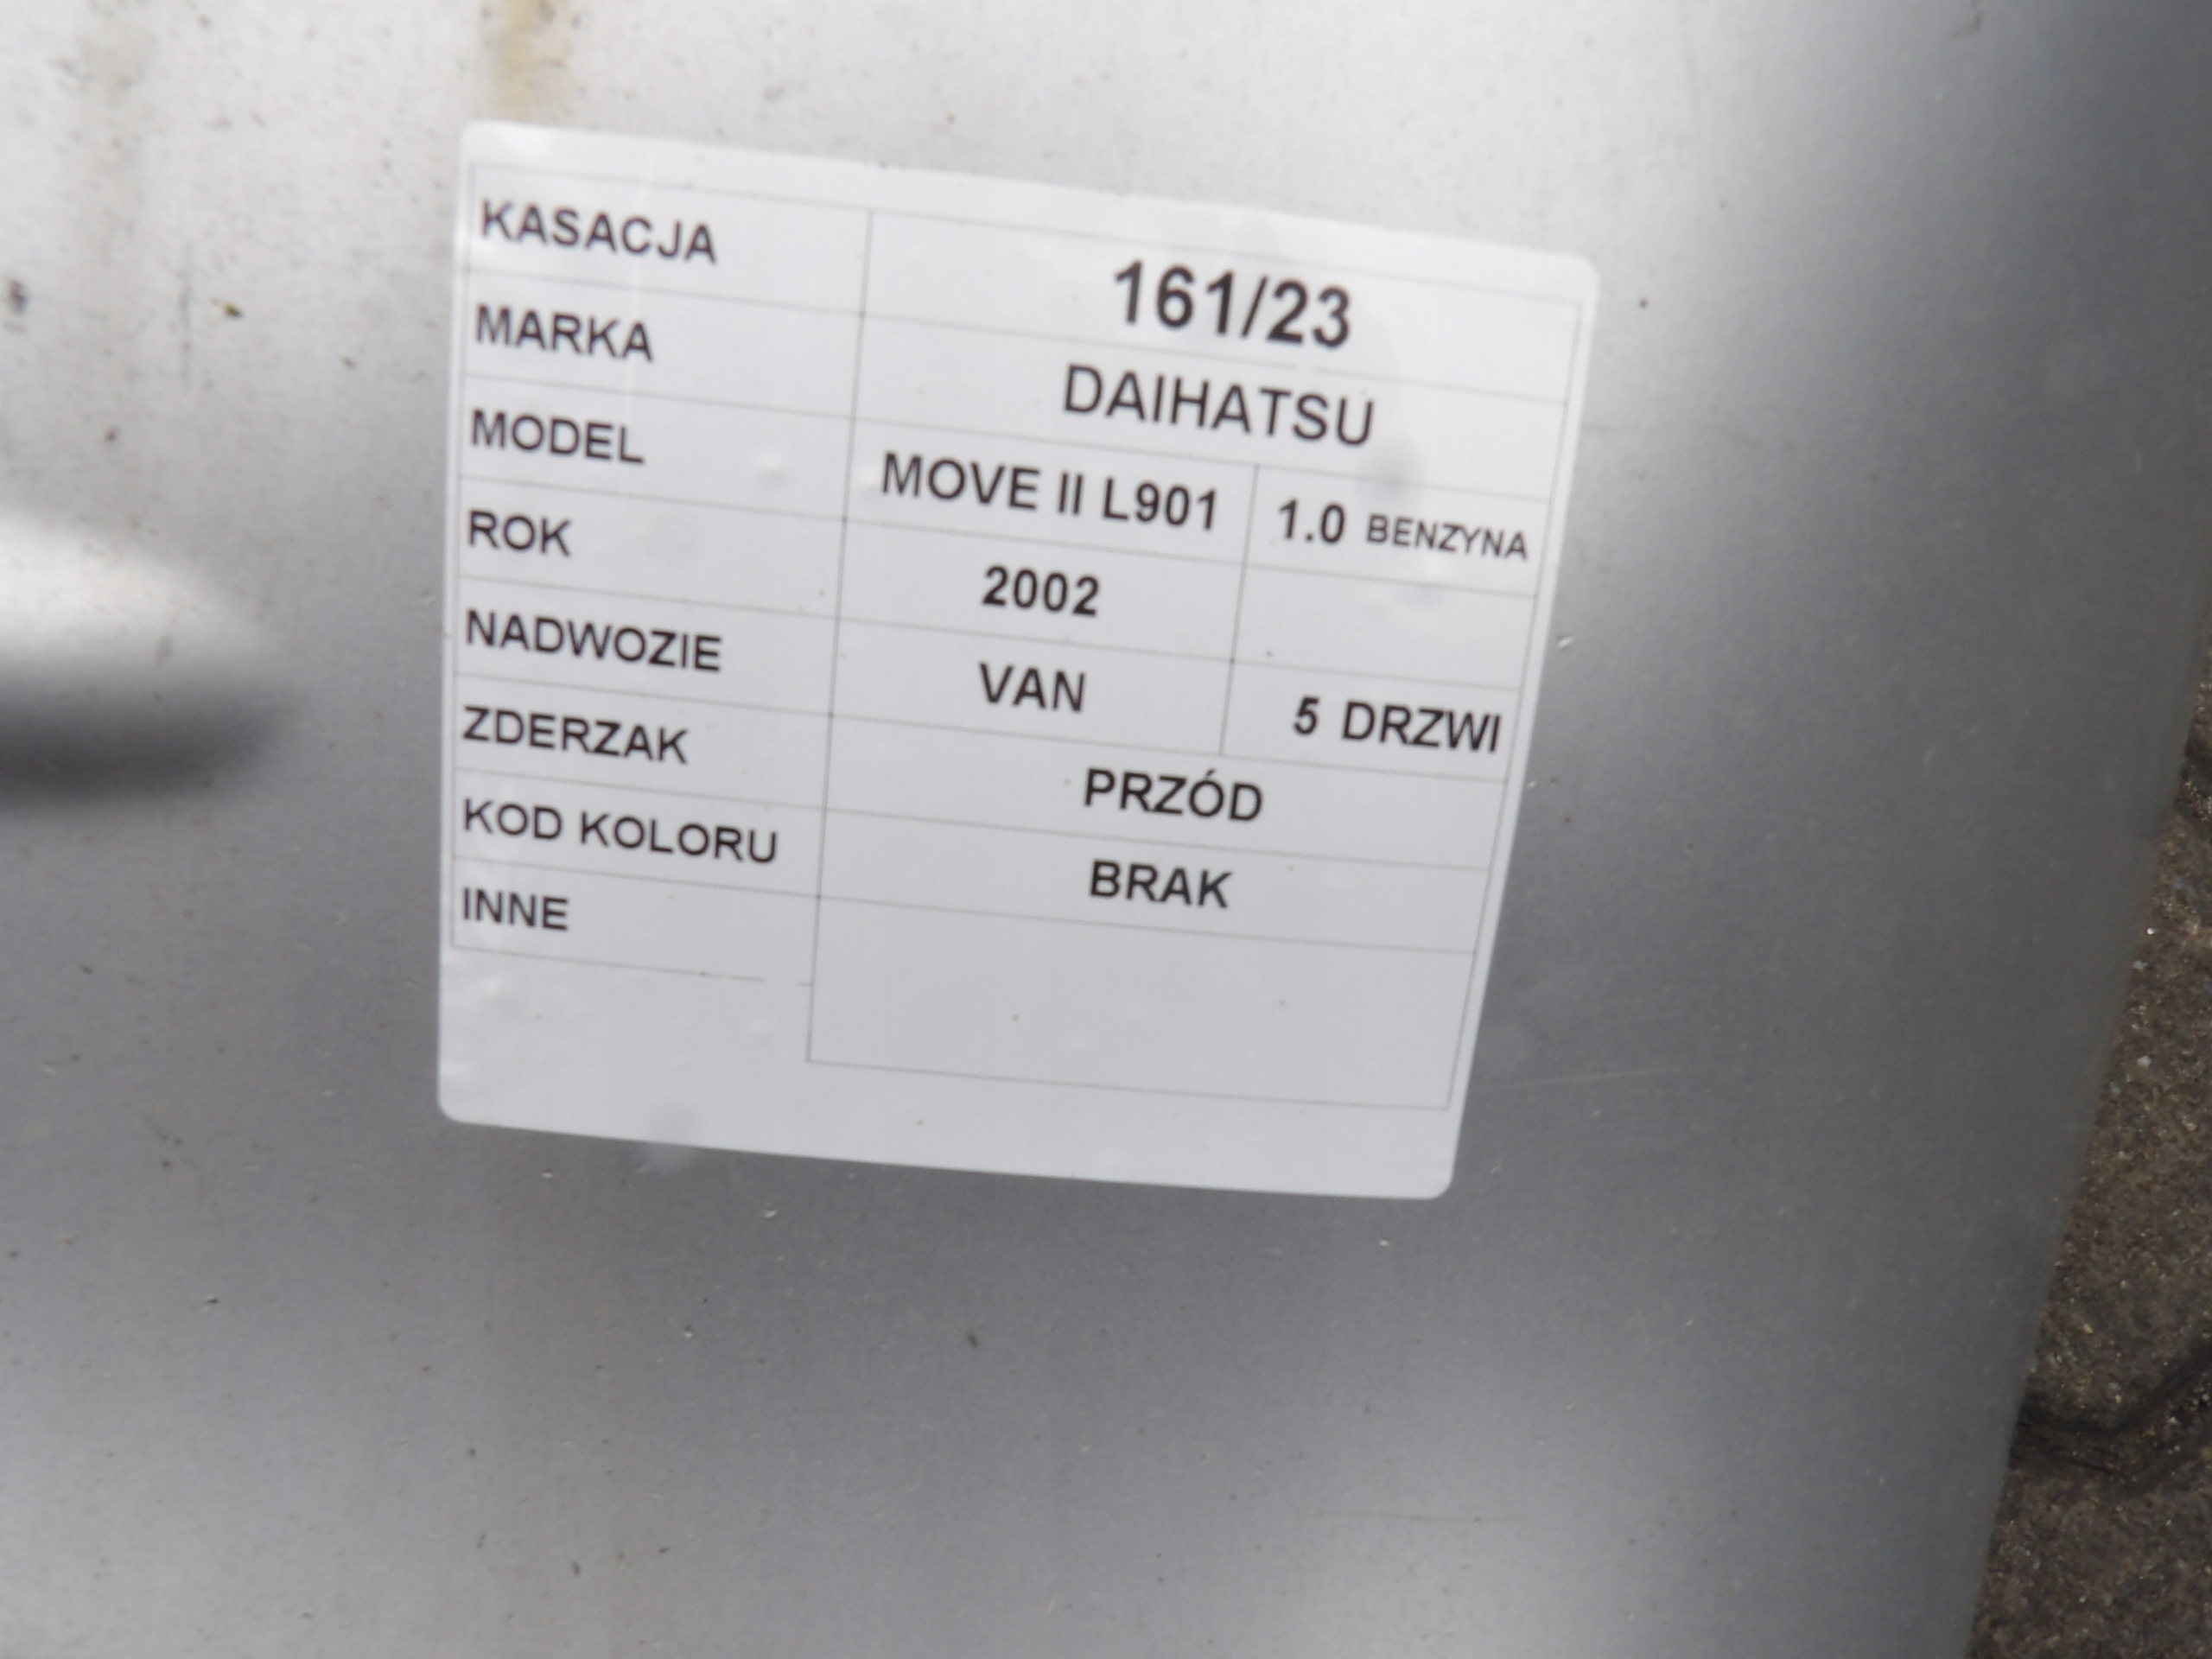 KASACJA 161/23
MARKA DAIHATSU
MODEL MOVE II L901 1.0 BENZYNA
ROK 2002
NADWOZIE VAN 5 DRZWI
ZDERZAK PRZÓD
KOD KOLORU BRAK
INNE